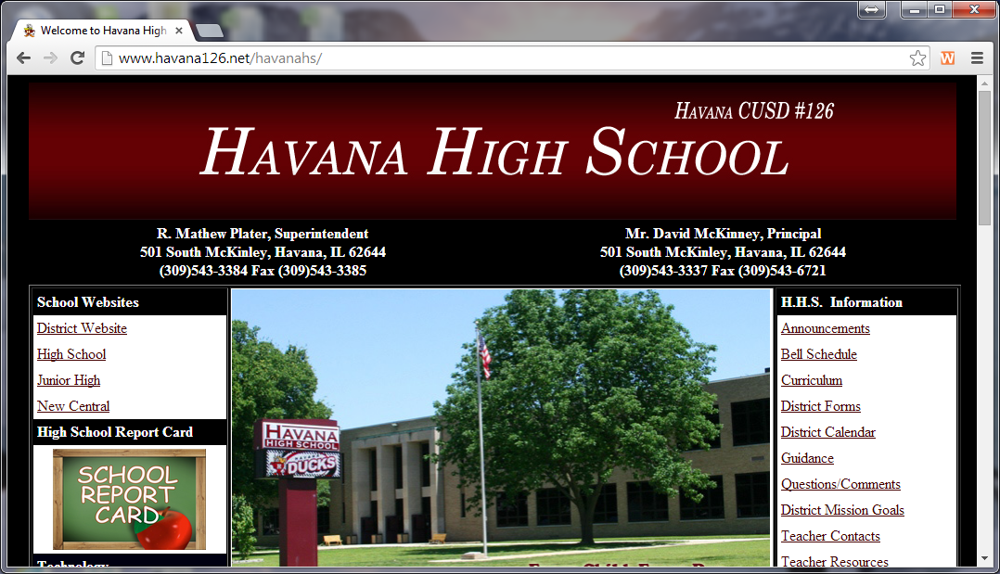 Welcome to Havana High
www.havana126.net/havanahs/
Havana CUSD #126
Havana High School
R. Mathew Plater, Superintendent
501 South McKinley, Havana, IL 62644
(309)543-3384 Fax (309)543-3385
Mr. David McKinney, Principal
501 South McKinley, Havana, IL 62644
(309)543-3337 Fax (309)543-6721
School Websites
District Website
High School
Junior High
New Central
High School Report Card
SCHOOL
REPORT
CARD
Technology
HAVANA
HIGH SCHOOL
DUCKS
H.H.S. Information
Announcements
Bell Schedule
Curriculum
District Forms
District Calendar
Guidance
Questions/Comments
District Mission Goals
Teacher Contacts
Teacher Resources